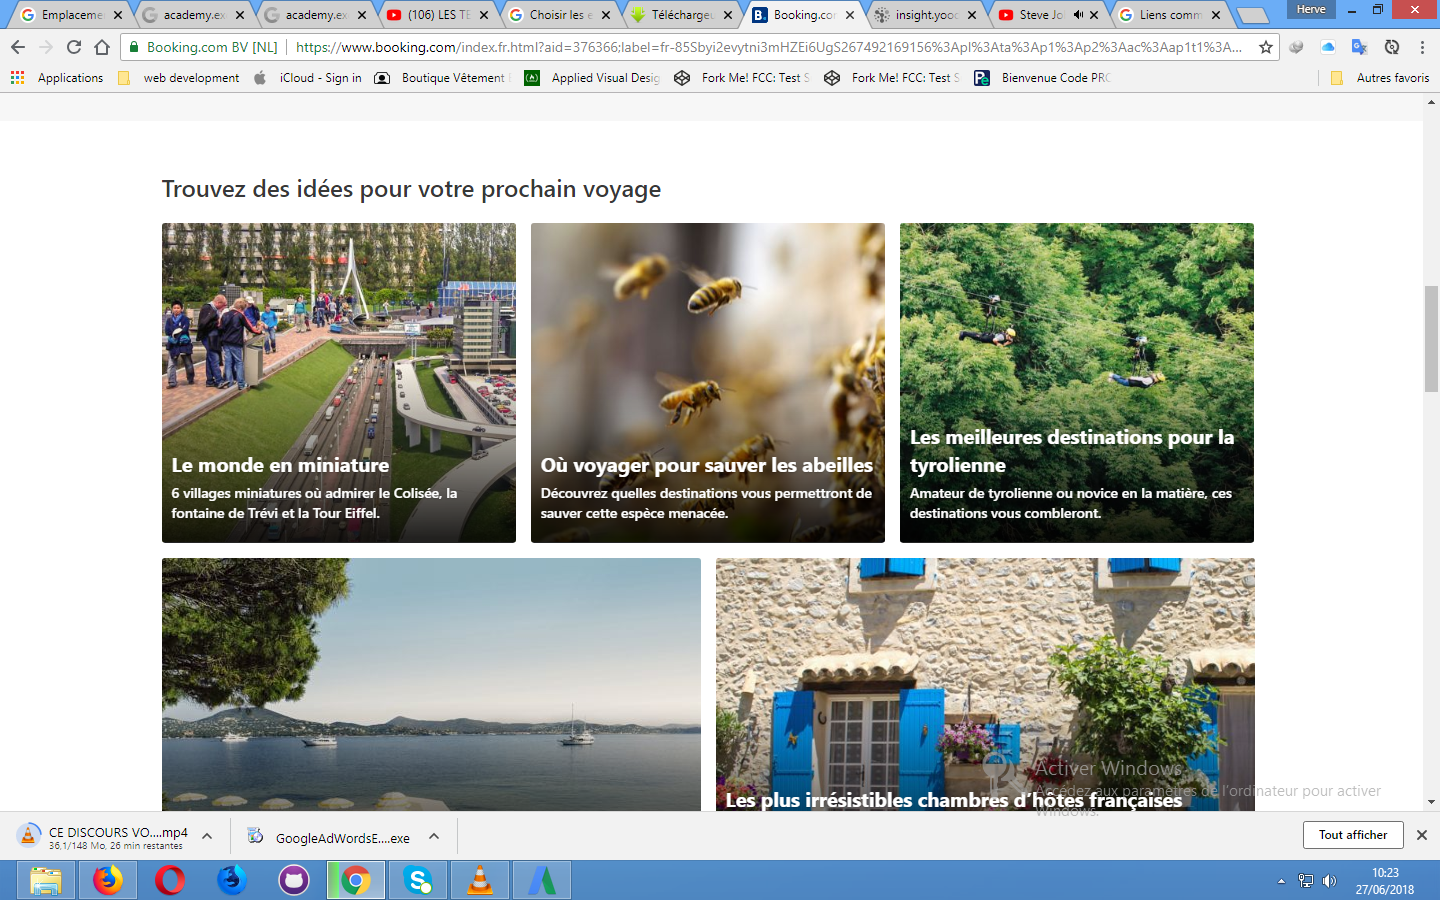 Emplaceme
academy.ex
academy.ex
(106) LES TE
Choisir les e
Télécharge
Booking.co
insight.yooc
Steve Jo
Liens comm
Herve
Booking.com BV [NL]
https://www.booking.com/index.fr.html?aid=376366;label=fr-85Sbyi2evytni3mHZEi6UgS267492169156%3Apl%3Ata%3Ap1%3Ap2%3Aac%3Aap1t1%3A...
Applications
web development
iCloud - Sign in
Boutique Vêtement
Applied Visual Desig
Fork Me! FCC: Test S
Fork Me! FCC: Test S
Bienvenue Code PRC
Autres favoris
Trouvez des idées pour votre prochain voyage
Le monde en miniature
6 villages miniatures où admirer le Colisée, la
fontaine de Trévi et la Tour Eiffel.
Où voyager pour sauver les abeilles
Découvrez quelles destinations vous permettront de
sauver cette espèce menacée.
Les meilleures destinations pour la
tyrolienne
Amateur de tyrolienne ou novice en la matière, ces
destinations vous combleront.
Les plus irrésistibles chambres d'hôtes françaises
Activer Windows
Accédez aux paramètres de l'ordinateur pour activer
Windows.
CE DISCOURS VO....mp4
36,1/148 Mo, 26 min restantes
GoogleAdWordsE....exe
Tout afficher
10:23
27/06/2018